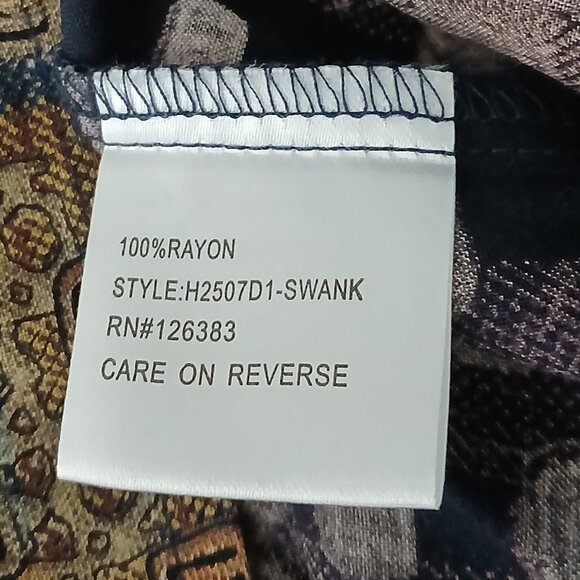 100%RAYON
STYLE:H2507D1-SWANK
RN#126383
CARE ON REVERSE